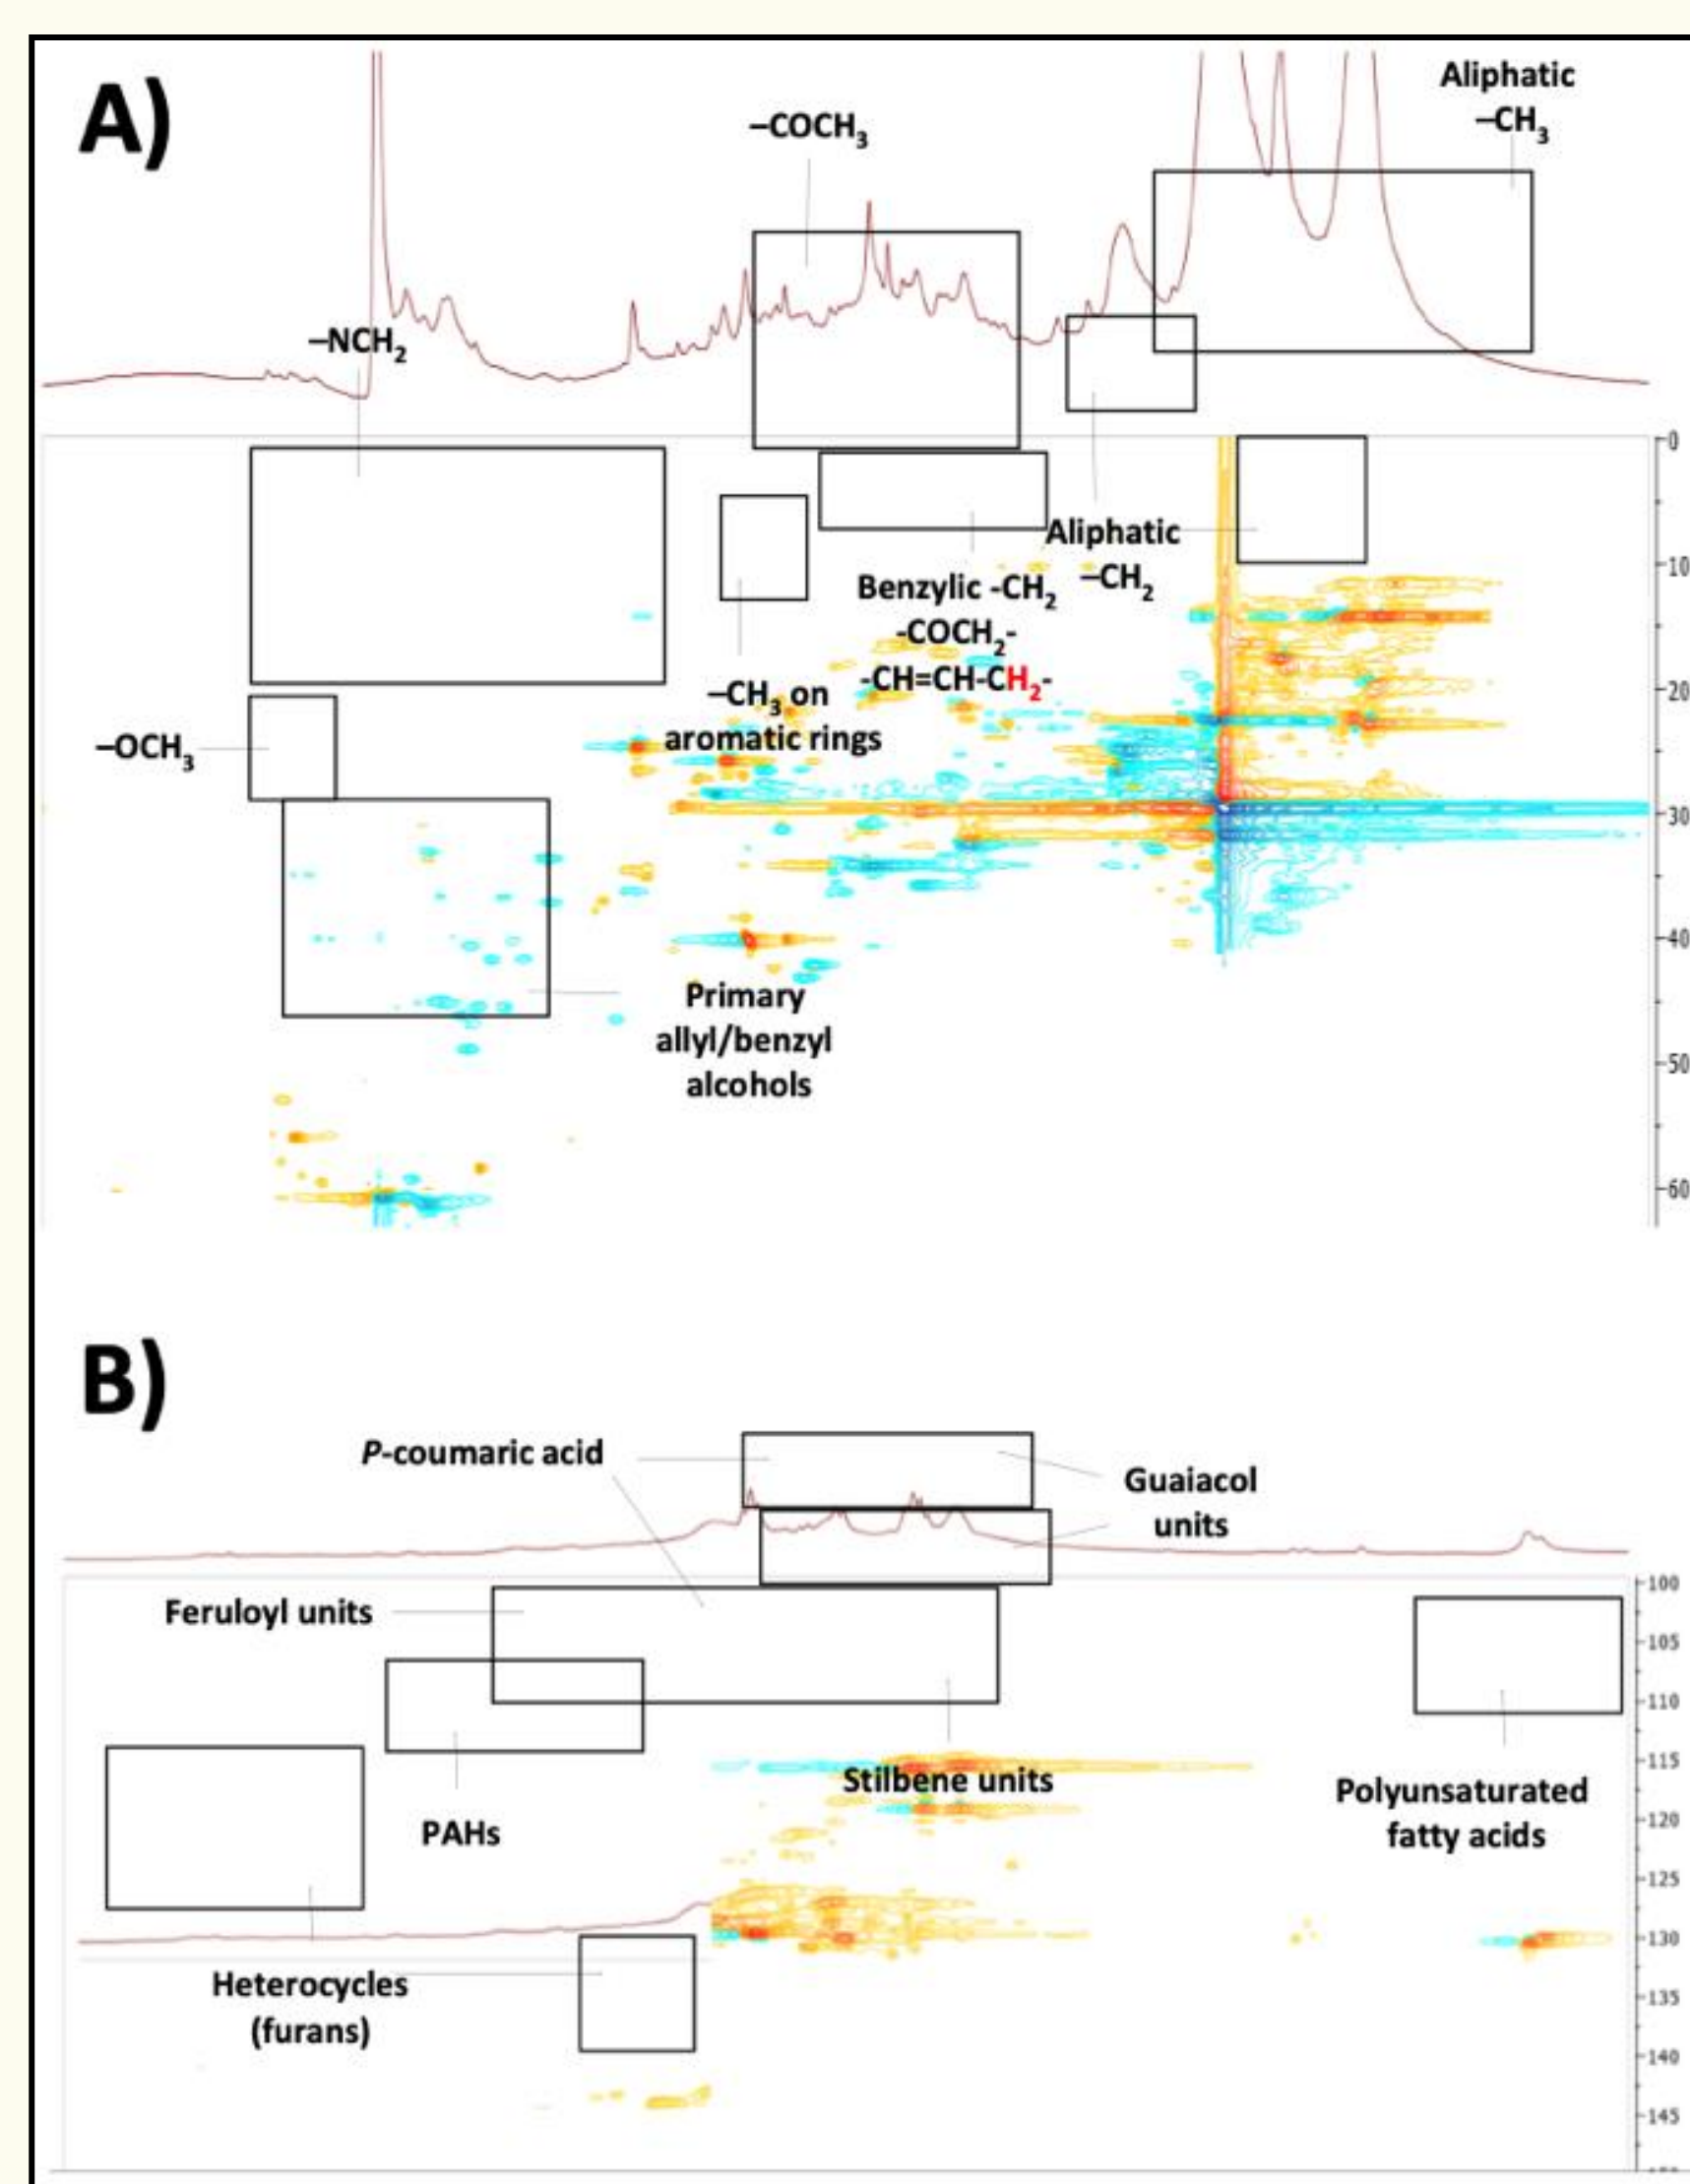 A)
–COCH₃
Aliphatic
–CH₃
–NCH₂
0
Aliphatic
–CH₂
10
Benzylic -CH₂
-COCH₂-
-CH=CH-CH₂-
20
–CH₃ on
aromatic rings
–OCH₃
30
40
Primary
allyl/benzyl
alcohols
50
60
B)
P-coumaric acid
Guaiacol
units
100
Feruloyl units
105
110
115
Stilbene units
Polyunsaturated
fatty acids
PAHs
120
125
130
Heterocycles
(furans)
135
140
145